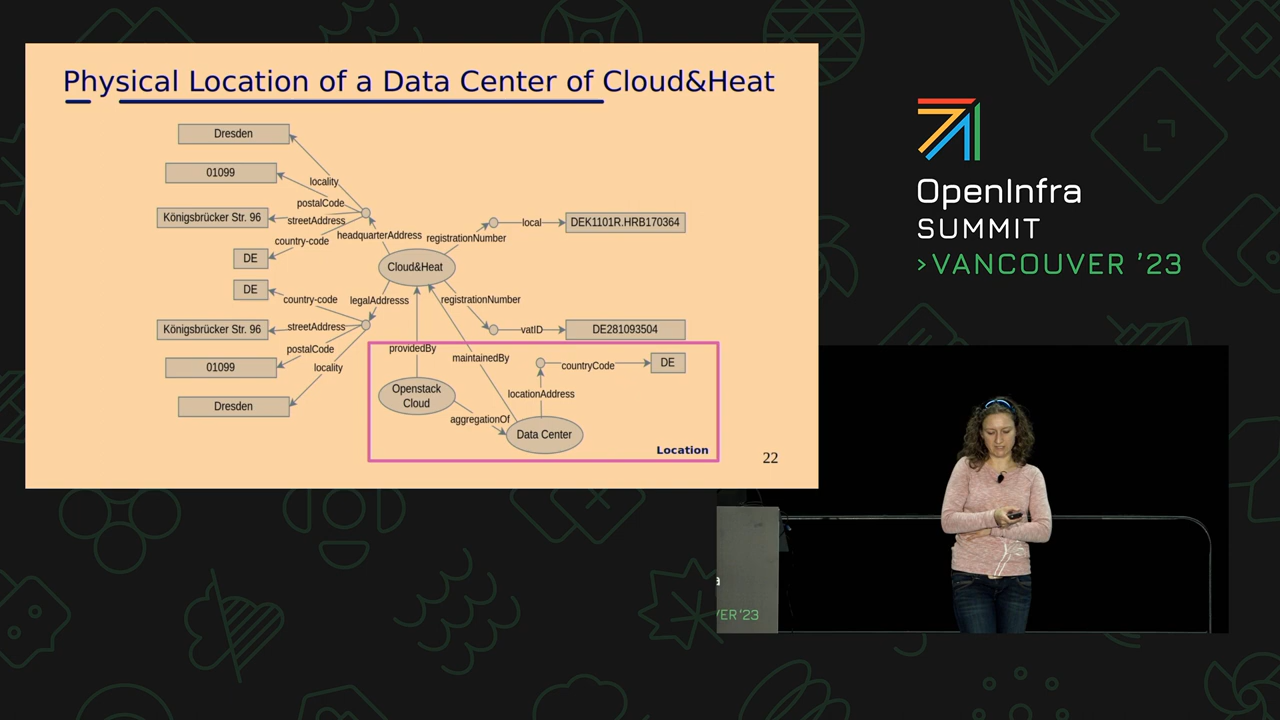 Physical Location of a Data Center of Cloud&Heat
Dresden
01099
locality
postalCode
Königsbrücker Str. 96
streetAddress
country-code
headquarterAddress
registrationNumber
local
DEK1101R.HRB170364
DE
Cloud&Heat
DE
country-code
legalAddresss
registrationNumber
Königsbrücker Str. 96
streetAddress
vatID
DE281093504
postalCode
providedBy
maintainedBy
01099
locality
countryCode
DE
Openstack
Cloud
locationAddress
Dresden
aggregationOf
Data Center
Location
22
OpenInfra
SUMMIT
>VANCOUVER '23
a
VER '23